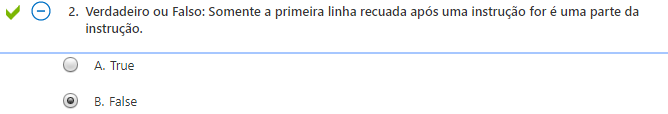 2. Verdadeiro ou Falso: Somente a primeira linha recuada após uma instrução for é uma parte da
instrução.
A. True
B. False